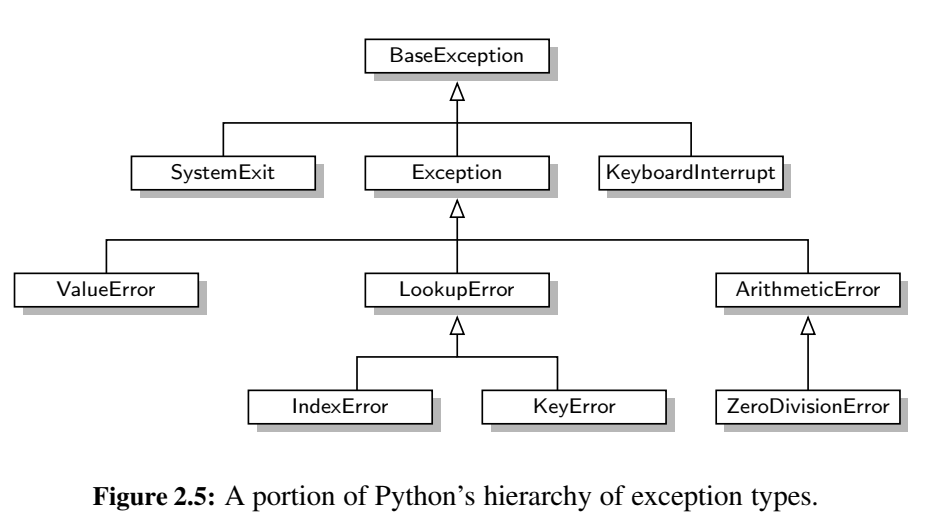 BaseException
SystemExit
Exception
KeyboardInterrupt
ValueError
LookupError
ArithmeticError
IndexError
KeyError
ZeroDivisionError
Figure 2.5: A portion of Python's hierarchy of exception types.